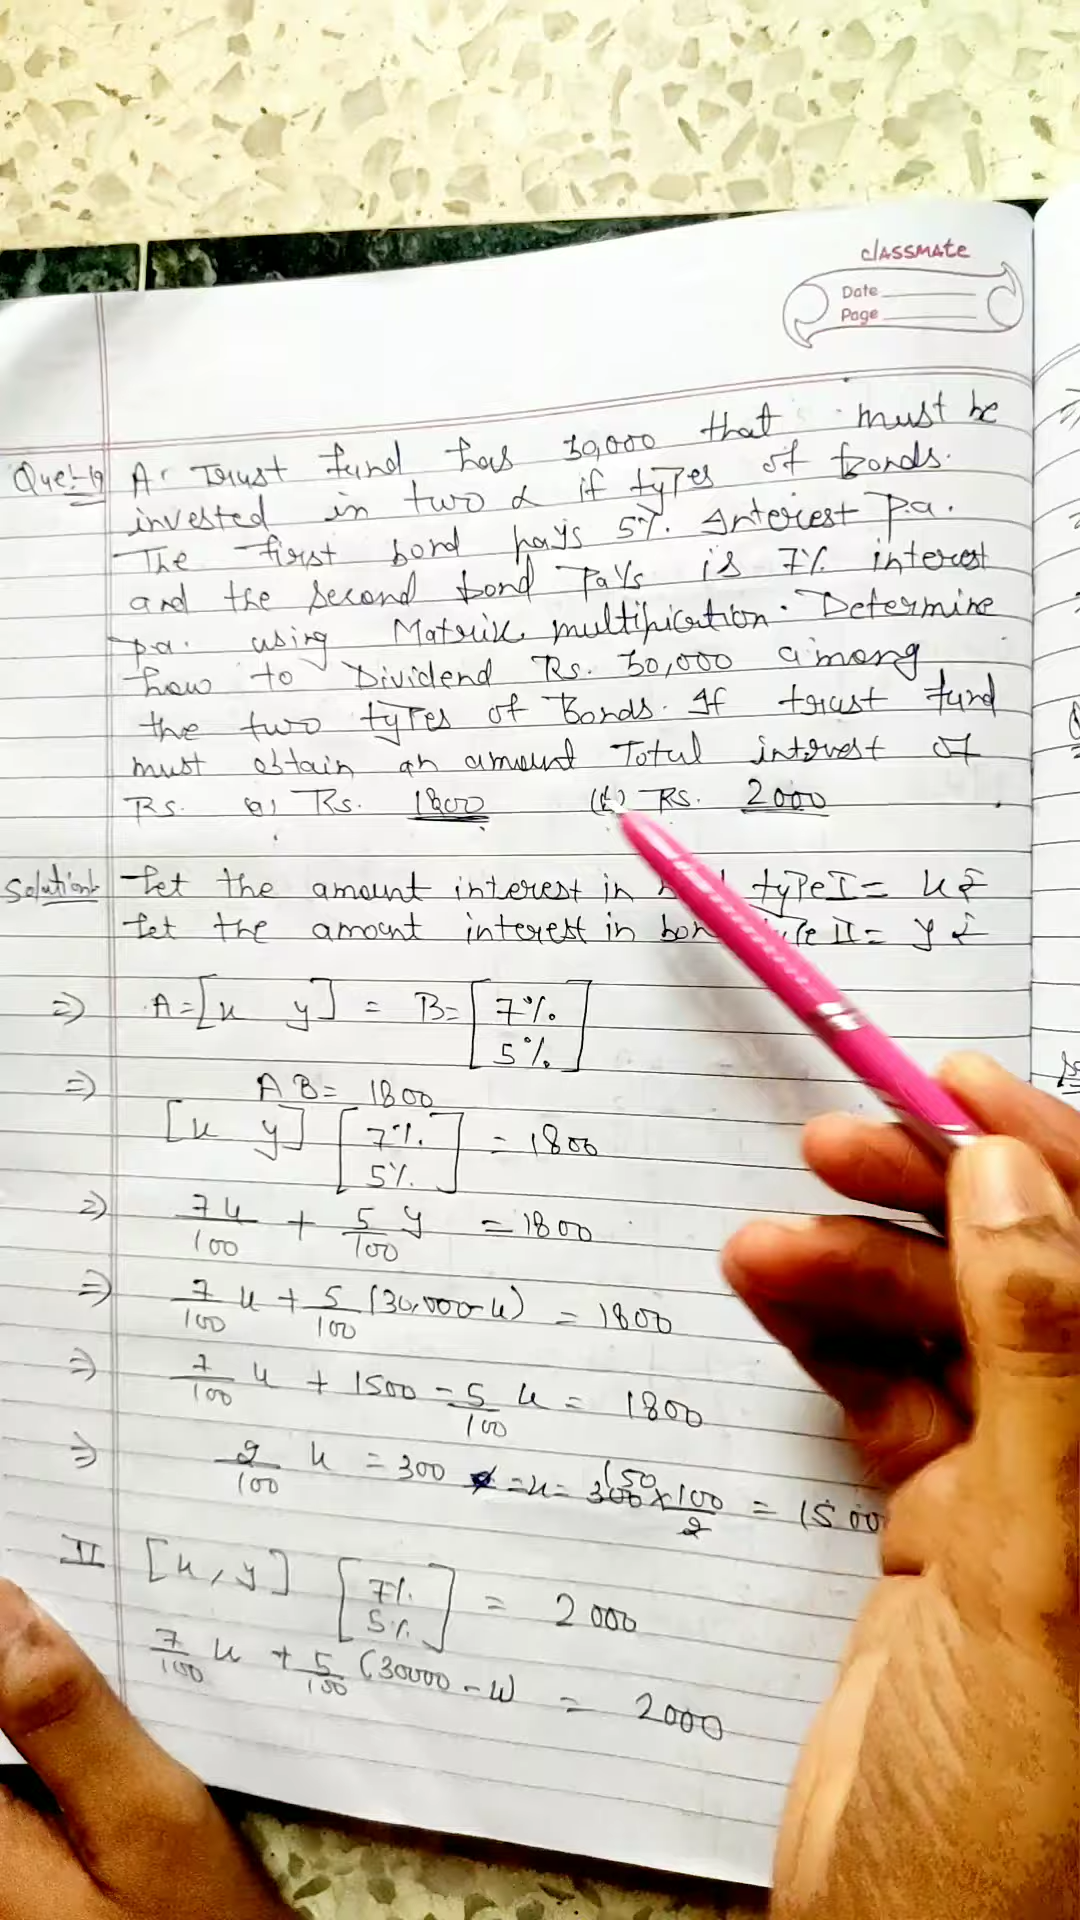 classmate
Date
Page
Que:-19 A. Trust fund has 30,000 that must be
invested in two & if types of bonds.
The first bond pays 5% Interest pa.
and the second bond pays is 7% interest
pa. using Matrix multiplication. Determine
how to Dividend Rs. 30,000 among
the two types of Bonds. If trust fund
must obtain an amount Total interest of
Rs. a) Rs. 1800 (b) Rs. 2000
Solution:- Let the amount interest in type I = x ₹
Let the amount interest in II = y ₹
=> A = [x y] = B = [7%
5%]
=> AB = 1800
[x y] [7%
5%] = 1800
=> 7x/100 + 5/100 y = 1800
=> 7/100 x + 5/100 (30,000-x) = 1800
=> 7/100 x + 1500 - 5/100 x = 1800
=> 2/100 x = 300 = x = 300 150 x 100/2 = 1500
II [x, y] [7%
5%] = 2000
7/100 x + 5/100 (30000 - x) = 2000